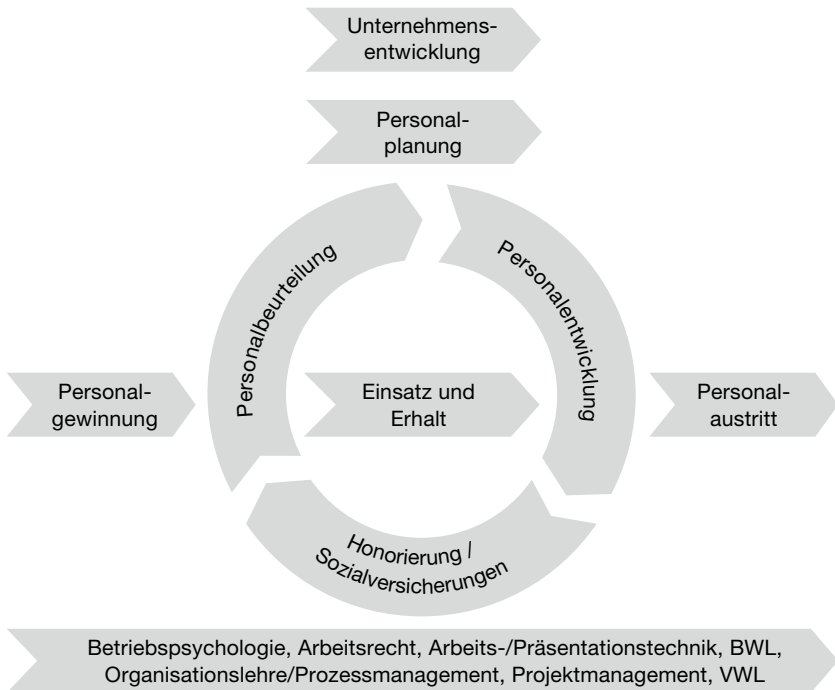 Unternehmens-
entwicklung
Personal-
planung
Personalbeurteilung
Personalentwicklung
Personal-
gewinnung
Einsatz und
Erhalt
Personal-
austritt
Honorierung /
Sozialversicherungen
Betriebspsychologie, Arbeitsrecht, Arbeits-/Präsentationstechnik, BWL,
Organisationslehre/Prozessmanagement, Projektmanagement, VWL